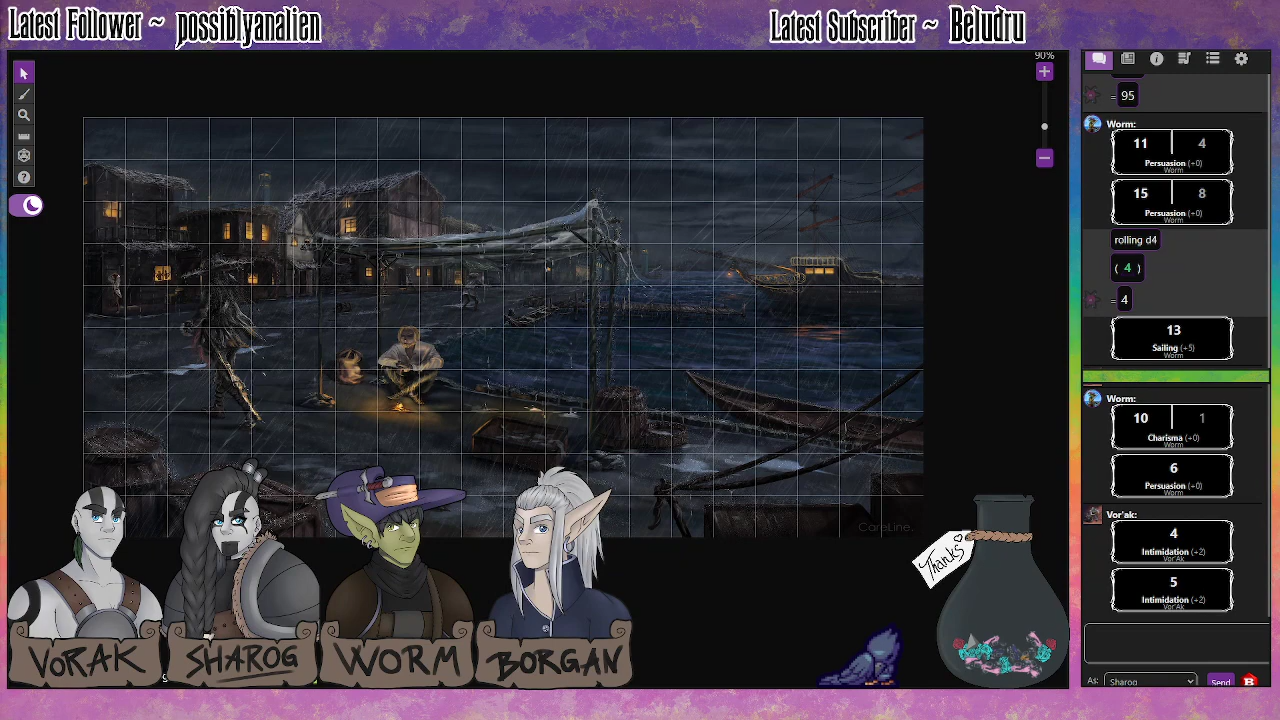 Latest Follower ~ possiblyanalien
Latest Subscriber ~ Beludru
90%
= 95
Worm:
11 4
Persuasion (+0)
Worm
15 8
Persuasion (+0)
Worm
rolling d4
( 4 )
= 4
13
Sailing (+5)
Worm
Worm:
10 1
Charisma (+0)
Worm
6
Persuasion (+0)
Worm
Vor'ak:
4
Intimidation (+2)
Vor'Ak
5
Intimidation (+2)
Vor'Ak
As: Sharog Send B
CareLine.
Thanks
VORAK
SHAROG
WORM
BORGAN